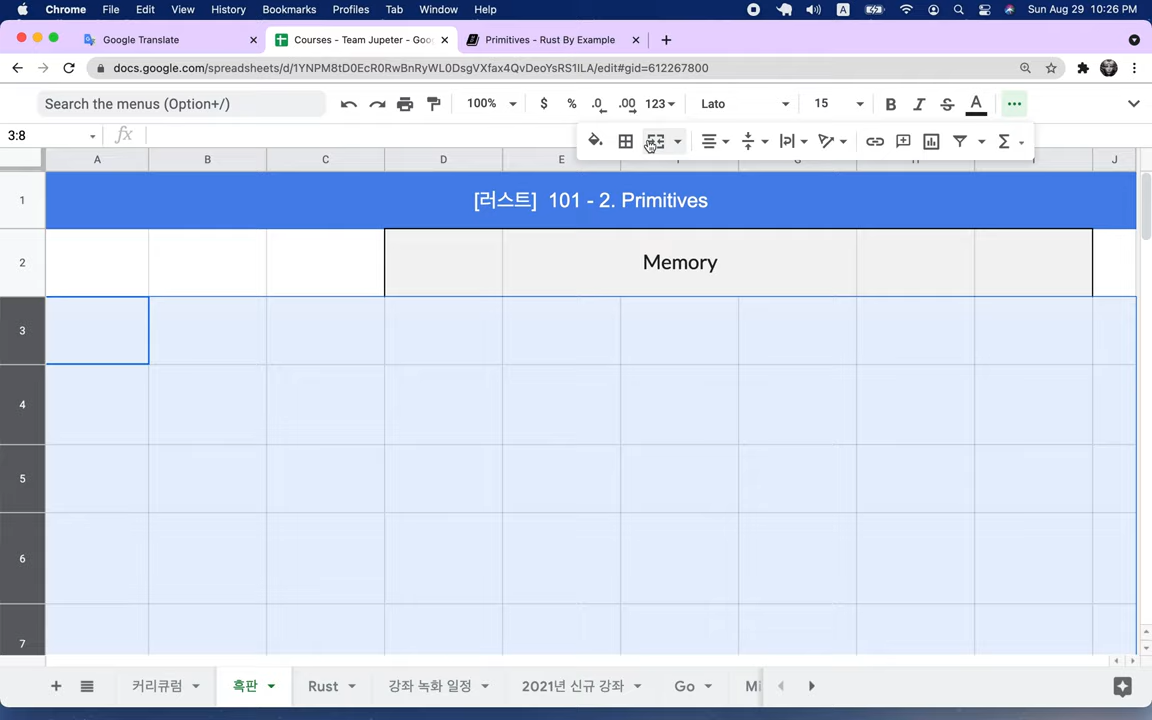 Chrome File Edit View History Bookmarks Profiles Tab Window Help A Sun Aug 29 10:26 PM
Google Translate Courses - Team Jupeter - Goo Primitives - Rust By Example
docs.google.com/spreadsheets/d/1YNPM8tD0EcR0RwBnRyWL0DsgVXfax4QvDeoYsRS1ILA/edit#gid=612267800
Search the menus (Option+/) 100% $ % .0 .00 123 Lato 15 B I S A
3:8 fx
A B C D E F G H I J
1 [러스트] 101 - 2. Primitives
2 Memory
3
4
5
6
7
커리큘럼 흑판 Rust 강좌 녹화 일정 2021년 신규 강좌 Go Mi